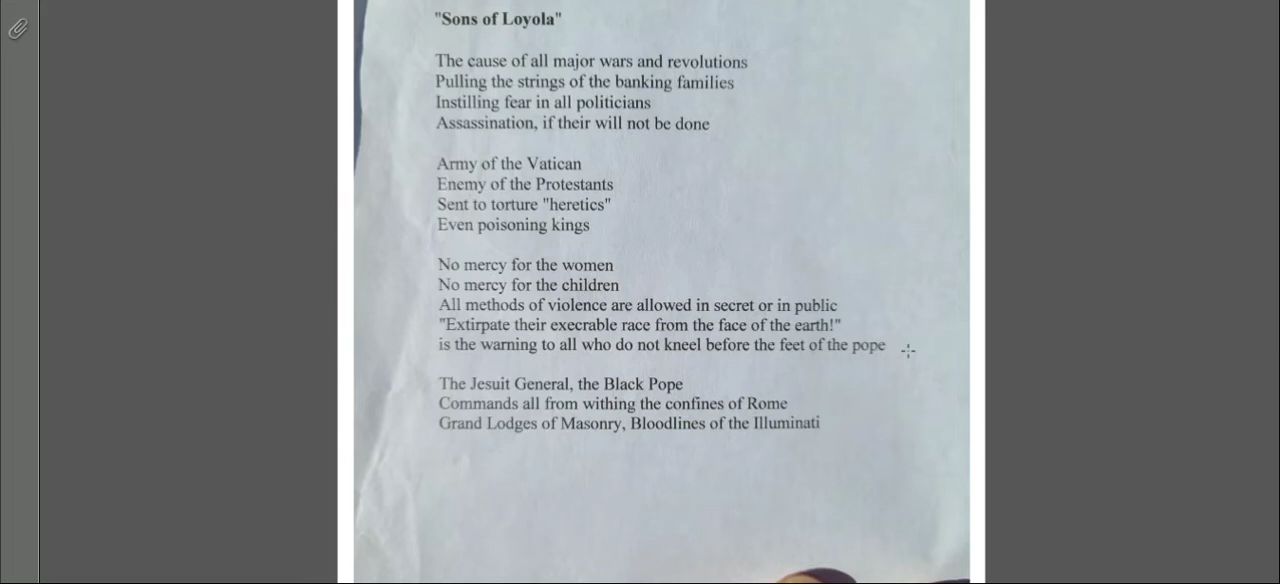 "Sons of Loyola"
The cause of all major wars and revolutions
Pulling the strings of the banking families
Instilling fear in all politicians
Assassination, if their will not be done
Army of the Vatican
Enemy of the Protestants
Sent to torture "heretics"
Even poisoning kings
No mercy for the women
No mercy for the children
All methods of violence are allowed in secret or in public
"Extirpate their execrable race from the face of the earth!"
is the warning to all who do not kneel before the feet of the pope
The Jesuit General, the Black Pope
Commands all from withing the confines of Rome
Grand Lodges of Masonry, Bloodlines of the Illuminati